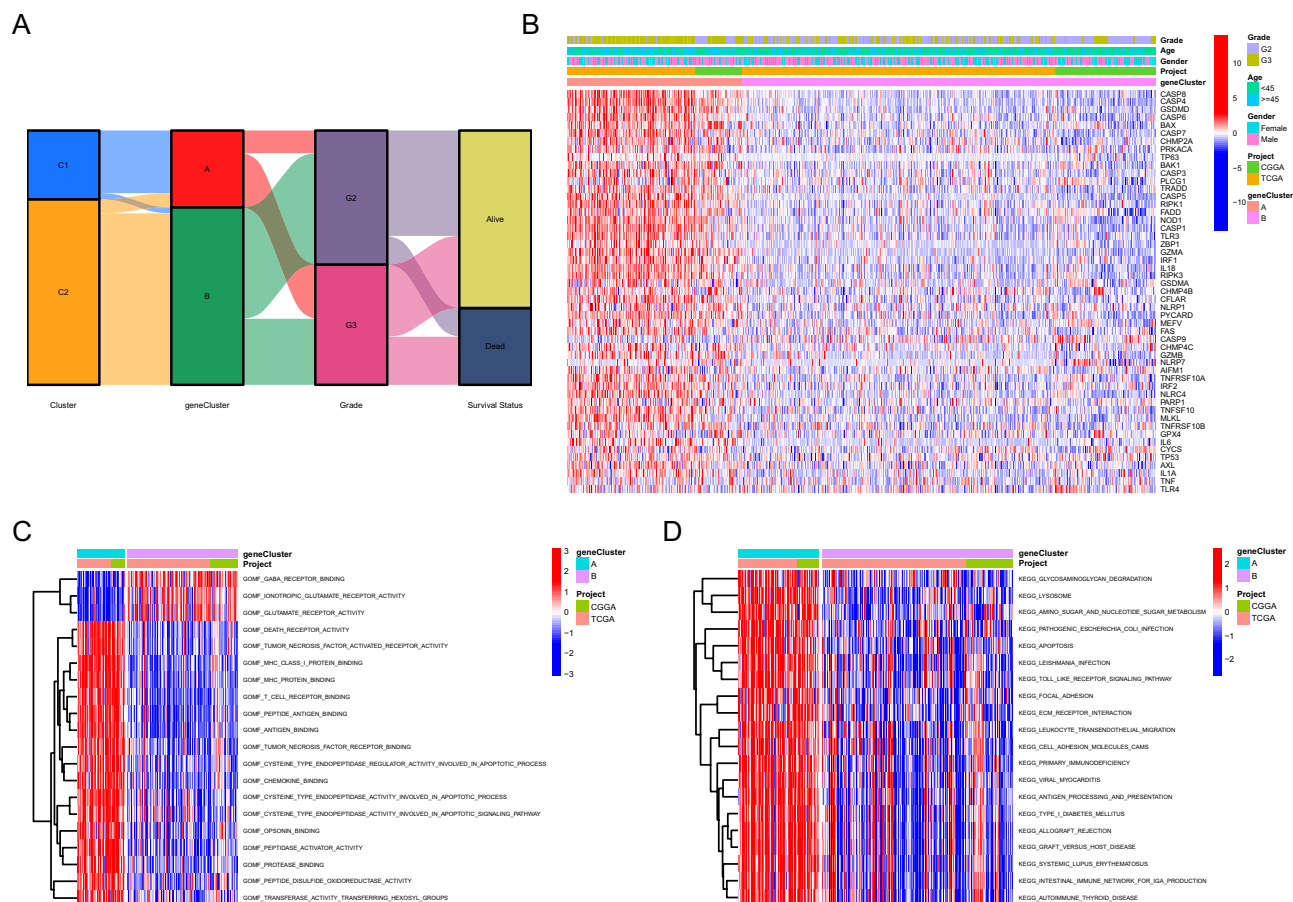 A
C1
C2
A
B
G2
G3
Alive
Dead
Cluster
geneCluster
Grade
Survival Status
B
Grade
Age
Gender
Project
geneCluster
CASP8
CASP4
GSDMD
CASP6
BAX
CASP7
CHMP2A
PRKACA
TP63
BAK1
CASP3
PLCG1
TRADD
CASP5
RIPK1
FADD
NOD1
CASP1
TLR3
ZBP1
GZMA
IRF1
IL18
RIPK3
GSDMA
CHMP4B
CFLAR
NLRP1
PYCARD
MEFV
FAS
CASP9
CHMP4C
GZMB
NLRP7
AIFM1
TNFRSF10A
IRF2
NLRC4
PARP1
TNFSF10
MLKL
TNFRSF10B
GPX4
IL6
CYCS
TP53
AXL
IL1A
TNF
TLR4
10
5
0
−5
−10
Grade
G2
G3
Age
<45
>=45
Gender
Female
Male
Project
CGGA
TCGA
geneCluster
A
B
C
geneCluster
Project
GOMF_GABA_RECEPTOR_BINDING
GOMF_IONOTROPIC_GLUTAMATE_RECEPTOR_ACTIVITY
GOMF_GLUTAMATE_RECEPTOR_ACTIVITY
GOMF_DEATH_RECEPTOR_ACTIVITY
GOMF_TUMOR_NECROSIS_FACTOR_ACTIVATED_RECEPTOR_ACTIVITY
GOMF_MHC_CLASS_I_PROTEIN_BINDING
GOMF_MHC_PROTEIN_BINDING
GOMF_T_CELL_RECEPTOR_BINDING
GOMF_PEPTIDE_ANTIGEN_BINDING
GOMF_ANTIGEN_BINDING
GOMF_TUMOR_NECROSIS_FACTOR_RECEPTOR_BINDING
GOMF_CYSTEINE_TYPE_ENDOPEPTIDASE_REGULATOR_ACTIVITY_INVOLVED_IN_APOPTOTIC_PROCESS
GOMF_CHEMOKINE_BINDING
GOMF_CYSTEINE_TYPE_ENDOPEPTIDASE_ACTIVITY_INVOLVED_IN_APOPTOTIC_PROCESS
GOMF_CYSTEINE_TYPE_ENDOPEPTIDASE_ACTIVITY_INVOLVED_IN_APOPTOTIC_SIGNALING_PATHWAY
GOMF_OPSONIN_BINDING
GOMF_PEPTIDASE_ACTIVATOR_ACTIVITY
GOMF_PROTEASE_BINDING
GOMF_PEPTIDE_DISULFIDE_OXIDOREDUCTASE_ACTIVITY
GOMF_TRANSFERASE_ACTIVITY_TRANSFERRING_HEXOSYL_GROUPS
3
2
1
0
−1
−2
−3
geneCluster
A
B
Project
CGGA
TCGA
D
geneCluster
Project
KEGG_GLYCOSAMINOGLYCAN_DEGRADATION
KEGG_LYSOSOME
KEGG_AMINO_SUGAR_AND_NUCLEOTIDE_SUGAR_METABOLISM
KEGG_PATHOGENIC_ESCHERICHIA_COLI_INFECTION
KEGG_APOPTOSIS
KEGG_LEISHMANIA_INFECTION
KEGG_TOLL_LIKE_RECEPTOR_SIGNALING_PATHWAY
KEGG_FOCAL_ADHESION
KEGG_ECM_RECEPTOR_INTERACTION
KEGG_LEUKOCYTE_TRANSENDOTHELIAL_MIGRATION
KEGG_CELL_ADHESION_MOLECULES_CAMS
KEGG_PRIMARY_IMMUNODEFICIENCY
KEGG_VIRAL_MYOCARDITIS
KEGG_ANTIGEN_PROCESSING_AND_PRESENTATION
KEGG_TYPE_I_DIABETES_MELLITUS
KEGG_ALLOGRAFT_REJECTION
KEGG_GRAFT_VERSUS_HOST_DISEASE
KEGG_SYSTEMIC_LUPUS_ERYTHEMATOSUS
KEGG_INTESTINAL_IMMUNE_NETWORK_FOR_IGA_PRODUCTION
KEGG_AUTOIMMUNE_THYROID_DISEASE
2
1
0
−1
−2
geneCluster
A
B
Project
CGGA
TCGA